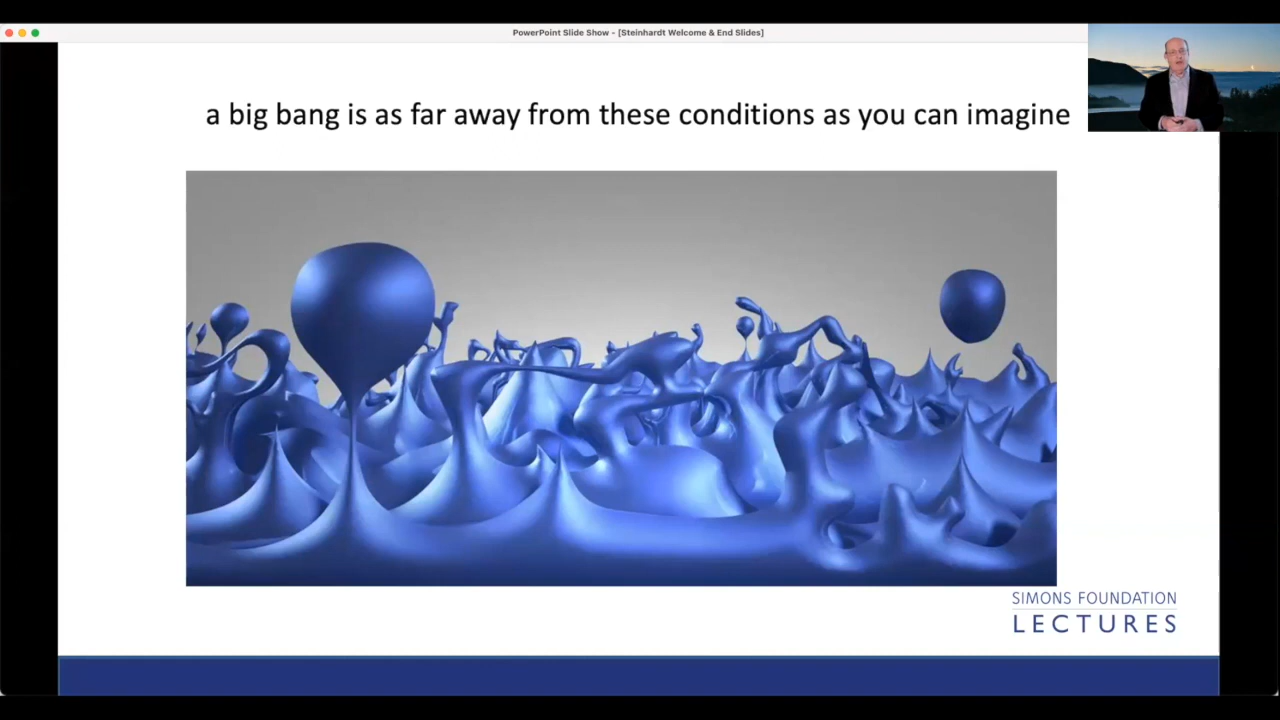 PowerPoint Slide Show - [Steinhardt Welcome & End Slides]
a big bang is as far away from these conditions as you can imagine
SIMONS FOUNDATION
LECTURES